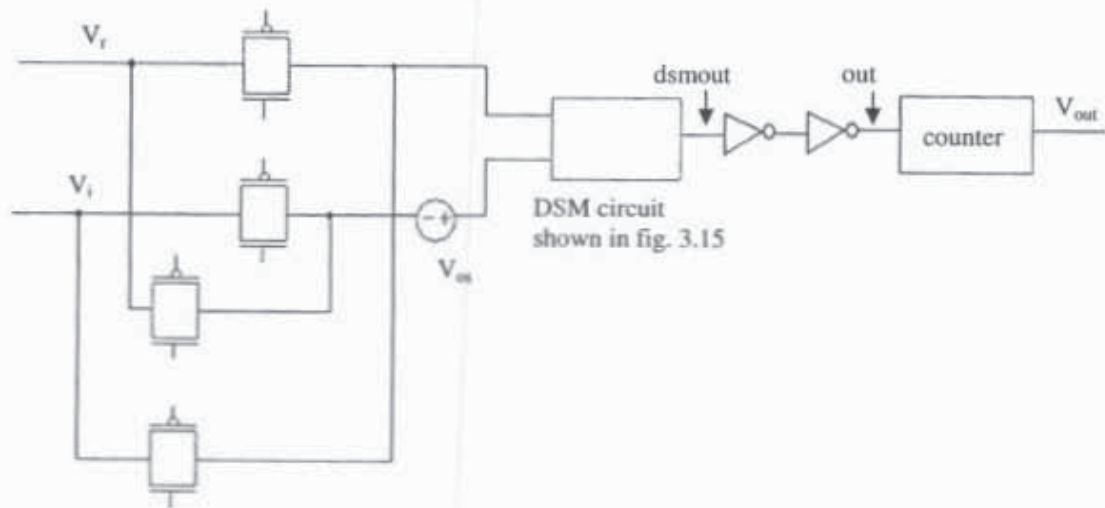 V_r
dsmout
out
V_out
counter
V_i
DSM circuit
shown in fig. 3.15
V_os